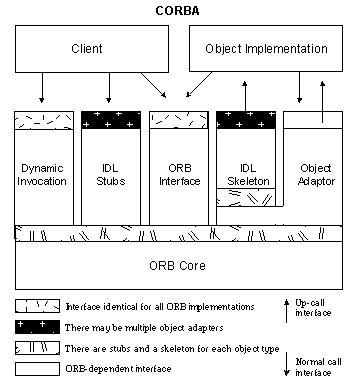 CORBA
Client
Object Implementation
Dynamic
Invocation
IDL
Stubs
ORB
Interface
IDL
Skeleton
Object
Adaptor
ORB Core
Interface identical for all ORB implementations
There may be multiple object adapters
There are stubs and a skeleton for each object type
ORB-dependent interface
Up-call
interface
Normal call
interface